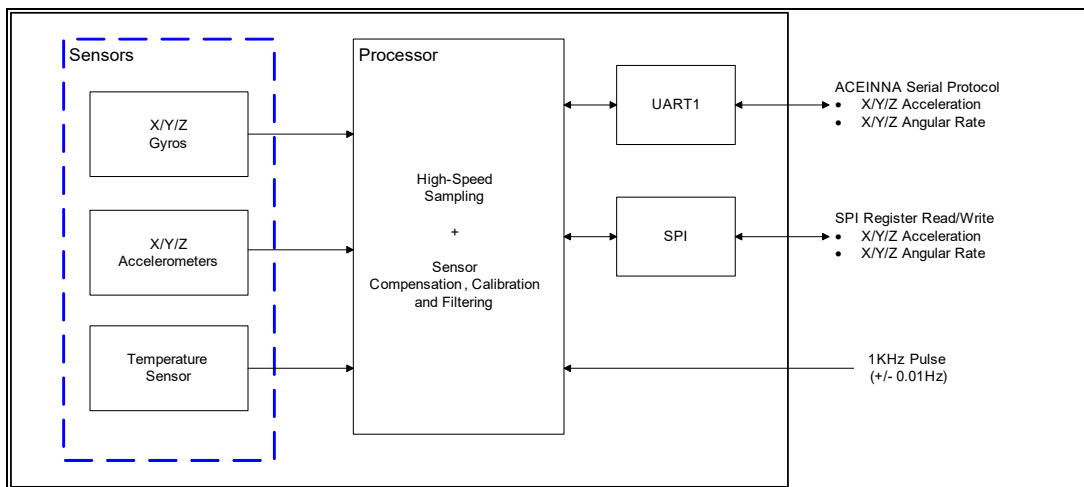 Sensors
X/Y/Z
Gyros
X/Y/Z
Accelerometers
Temperature
Sensor
Processor
High-Speed
Sampling
+
Sensor
Compensation, Calibration
and Filtering
UART1
SPI
ACEINNA Serial Protocol
• X/Y/Z Acceleration
• X/Y/Z Angular Rate
SPI Register Read/Write
• X/Y/Z Acceleration
• X/Y/Z Angular Rate
1KHz Pulse
(+/- 0.01Hz)